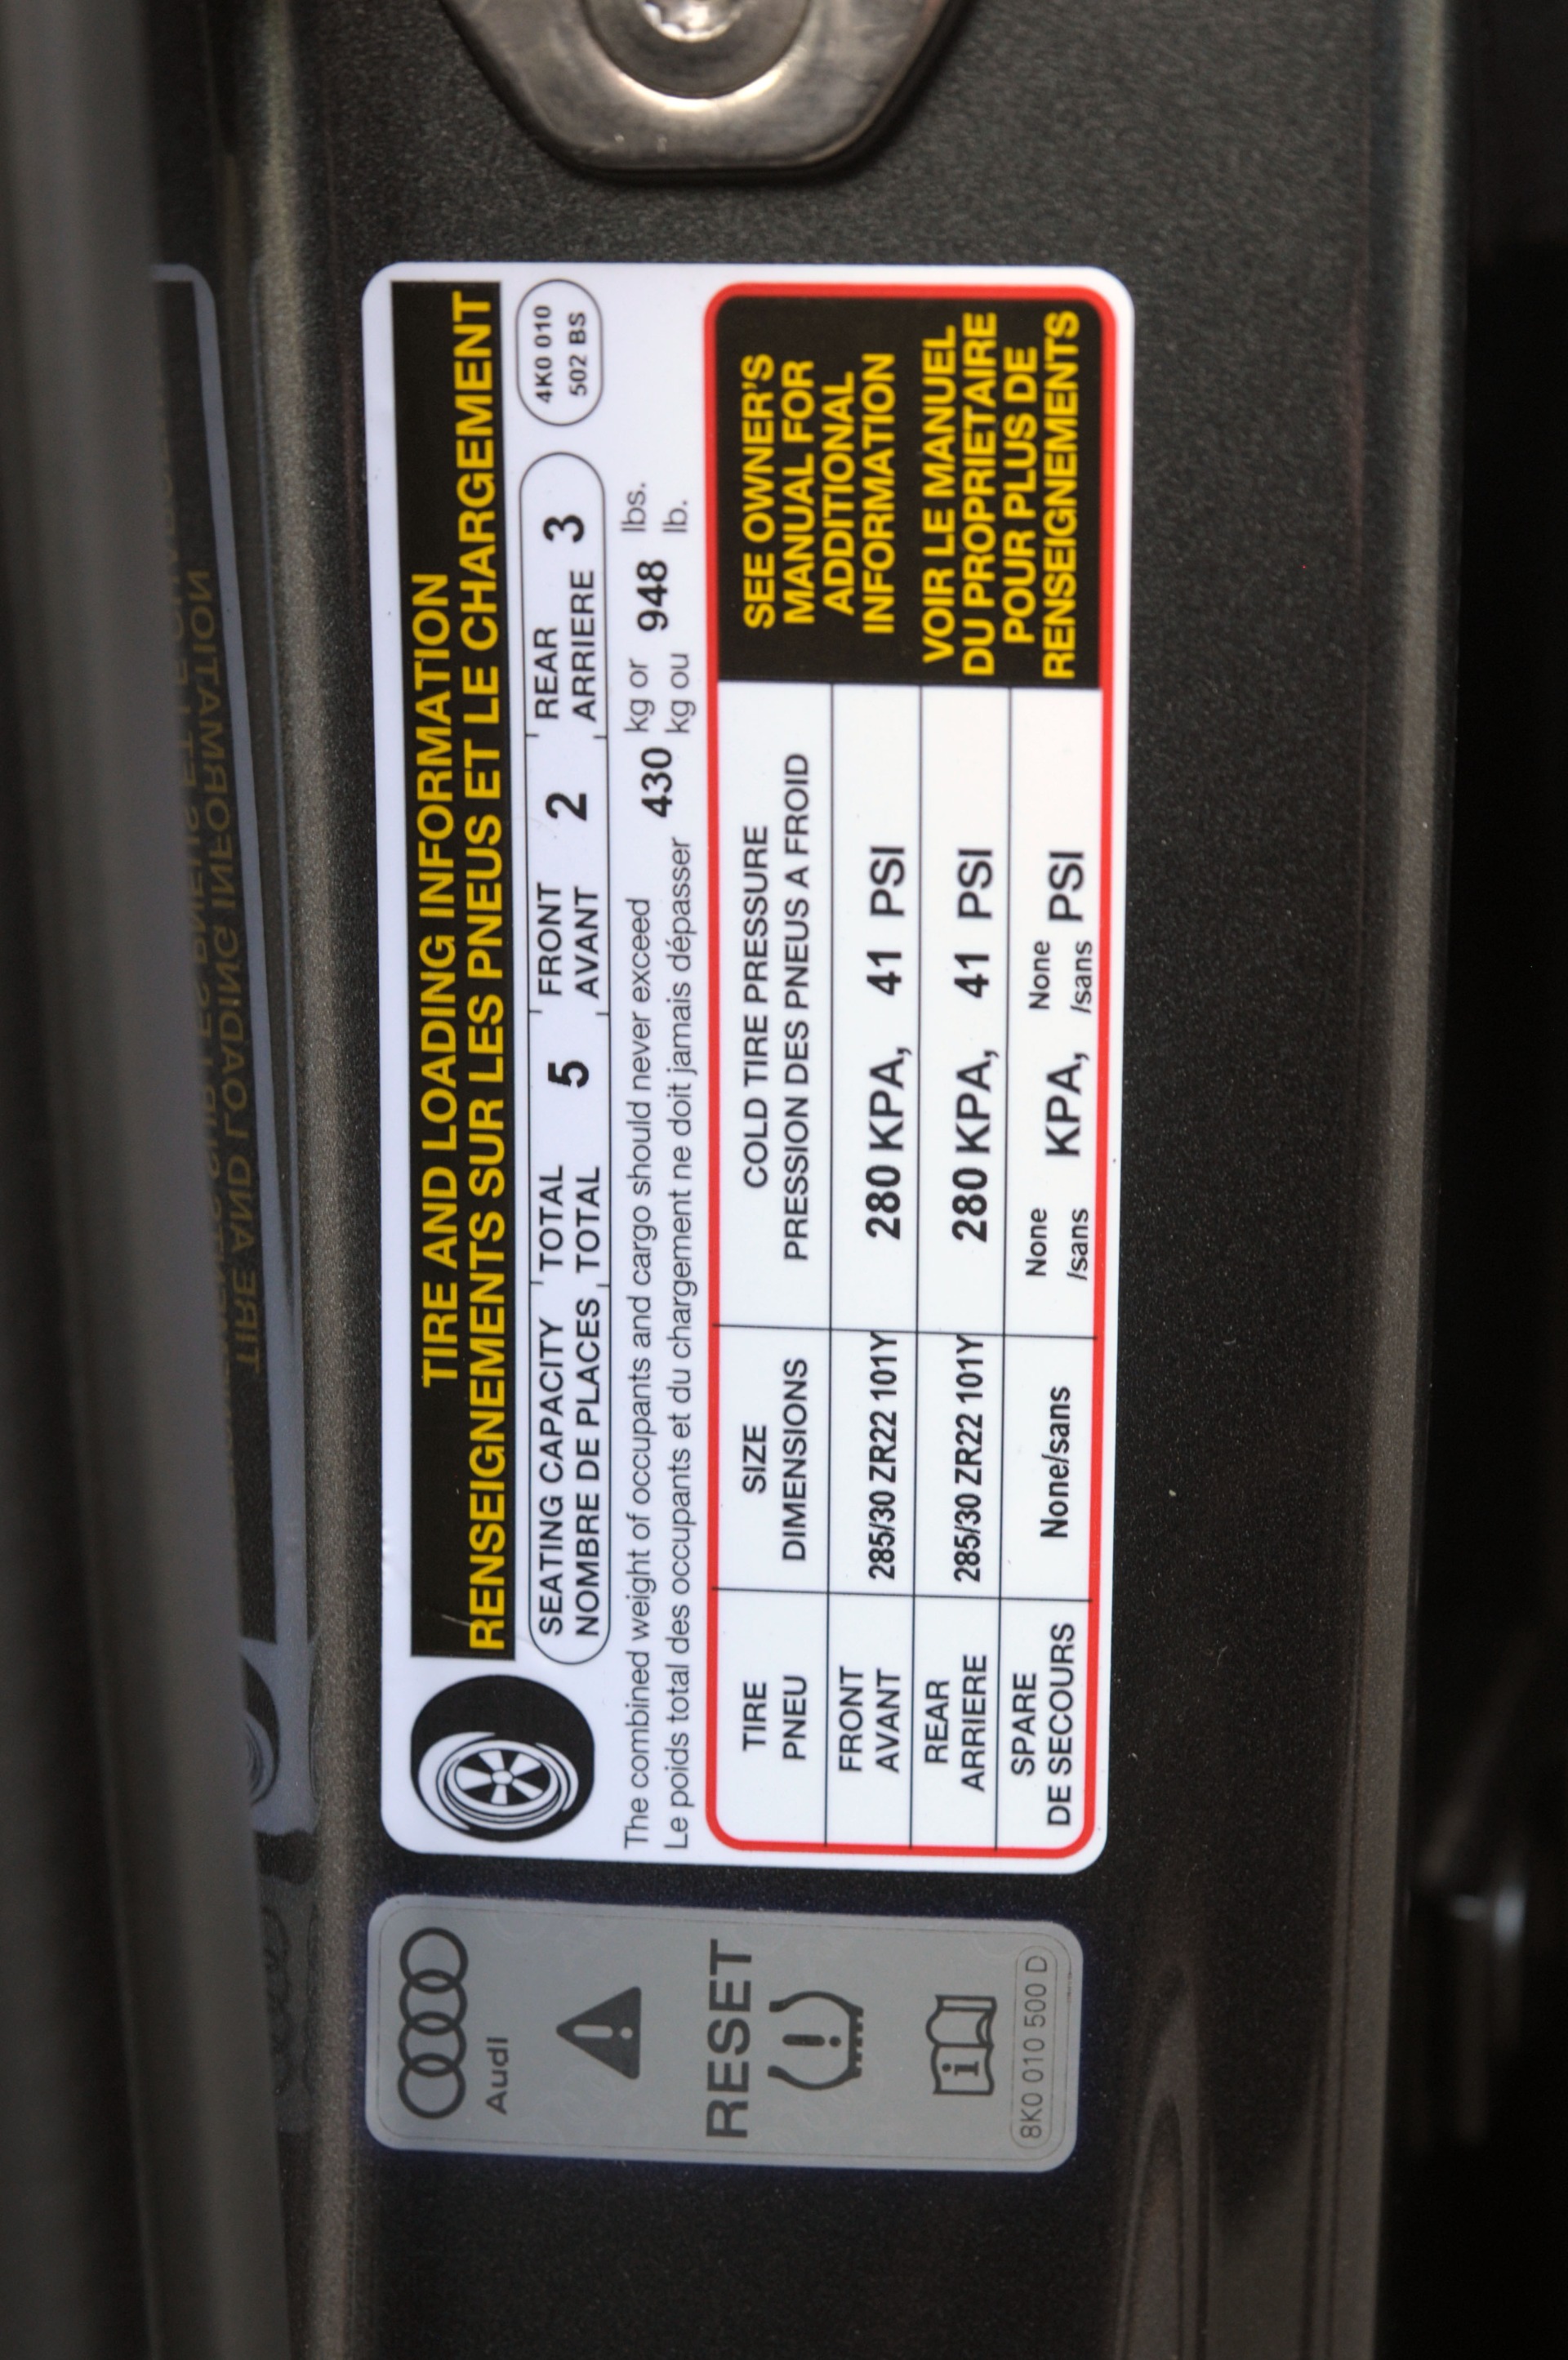 TIRE AND LOADING INFORMATION
RENSEIGNEMENTS SUR LES PNEUS ET LE CHARGEMENT
SEATING CAPACITY TOTAL 5 FRONT 2 REAR 3
NOMBRE DE PLACES TOTAL AVANT ARRIERE
4K0 010
502 BS
The combined weight of occupants and cargo should never exceed 430 kg or 948 lbs.
Le poids total des occupants et du chargement ne doit jamais dépasser kg ou lb.
TIRE SIZE COLD TIRE PRESSURE
PNEU DIMENSIONS PRESSION DES PNEUS A FROID
FRONT
AVANT 285/30 ZR22 101Y 280 KPA, 41 PSI
REAR
ARRIERE 285/30 ZR22 101Y 280 KPA, 41 PSI
SPARE
DE SECOURS None/sans None/sans KPA, None/sans PSI
SEE OWNER'S
MANUAL FOR
ADDITIONAL
INFORMATION
VOIR LE MANUEL
DU PROPRIETAIRE
POUR PLUS DE
RENSEIGNEMENTS
Audi
RESET
8K0 010 500 D